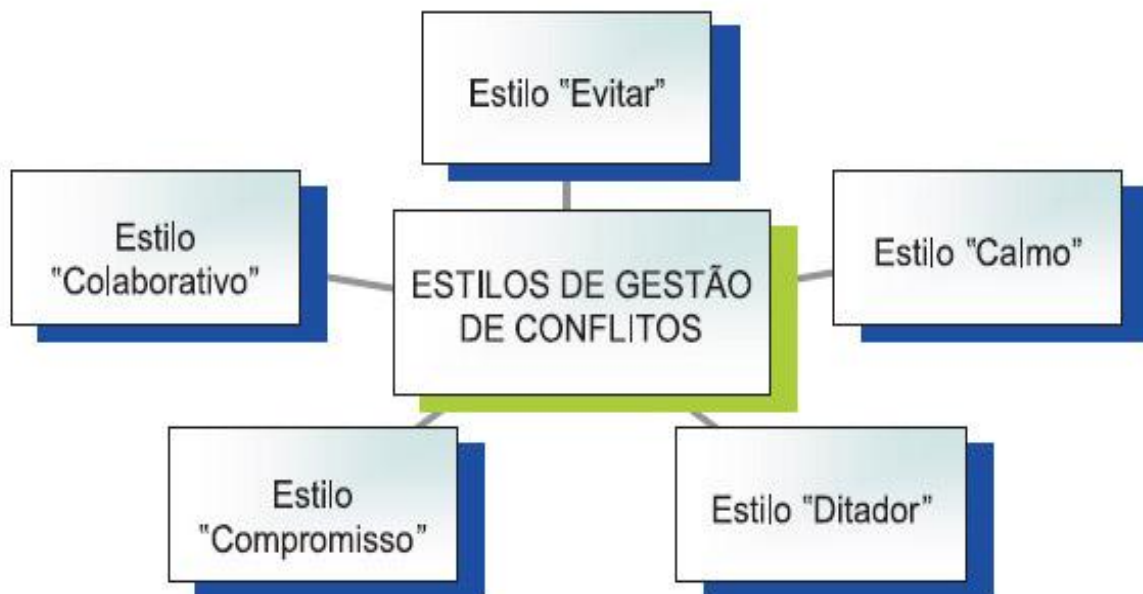 Estilo "Evitar"
Estilo
"Colaborativo"
ESTILOS DE GESTÃO
DE CONFLITOS
Estilo "Calmo"
Estilo
"Compromisso"
Estilo "Ditador"